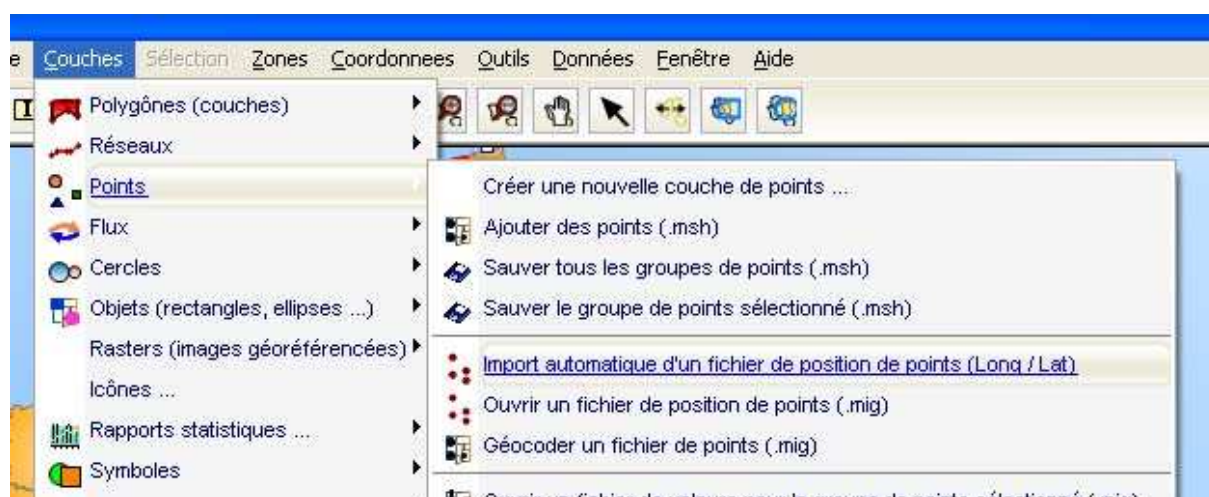 e Couches Sélection Zones Coordonnees Outils Données Fenêtre Aide
Polygônes (couches)
Réseaux
Points
Flux
Cercles
Objets (rectangles, ellipses ...)
Rasters (images géoréférencées)
Icônes ...
Rapports statistiques ...
Symboles
Créer une nouvelle couche de points ...
Ajouter des points (.msh)
Sauver tous les groupes de points (.msh)
Sauver le groupe de points sélectionné (.msh)
Import automatique d'un fichier de position de points (Long / Lat)
Ouvrir un fichier de position de points (.mig)
Géocoder un fichier de points (.mig)